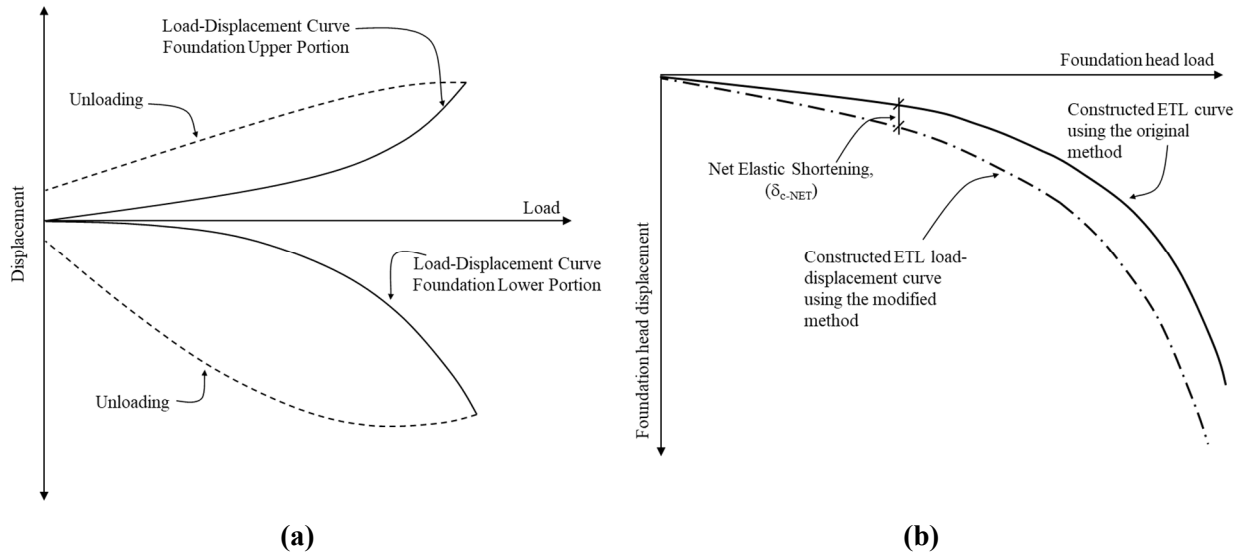 Load-Displacement Curve
Foundation Upper Portion
Unloading
Load
Displacement
Load-Displacement Curve
Foundation Lower Portion
Unloading
(a)
Foundation head load
Constructed ETL curve
using the original
method
Net Elastic Shortening,
(δc-NET)
Constructed ETL load-
displacement curve
using the modified
method
Foundation head displacement
(b)